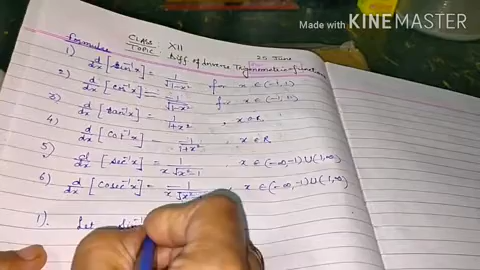 Made with KINEMASTER
CLASS : XII
TOPIC : Diff of Inverse Trigonometric function
25 June
Formulae
1) d/dx [sin⁻¹x] = 1/√(1-x²) for x ∈ (-1, 1)
2) d/dx [cos⁻¹x] = -1/√(1-x²) for x ∈ (-1, 1)
3) d/dx [tan⁻¹x] = 1/(1+x²) , x ∈ R,
4) d/dx [cot⁻¹x] = -1/(1+x²) , x ∈ R,
5) d/dx [sec⁻¹x] = 1/(x√(x²-1)) , x ∈ (-∞, -1) ∪ (1, ∞)
6) d/dx [cosec⁻¹x] = 1/(x√(x²-1)) , x ∈ (-∞, -1) ∪ (1, ∞)
1). Let